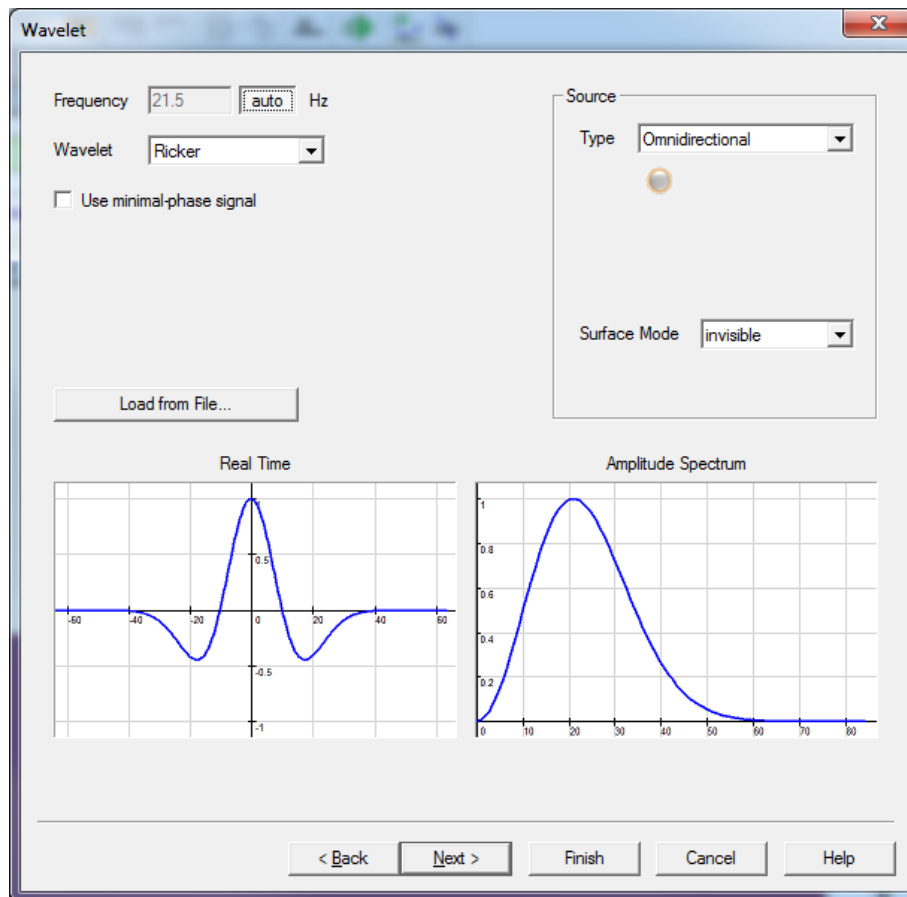 Wavelet
Frequency 21.5 auto Hz
Wavelet Ricker
Use minimal-phase signal
Source
Type Omnidirectional
Surface Mode invisible
Load from File...
Real Time
1
0.5
-60 -40 -20 0 20 40 60
-0.5
-1
Amplitude Spectrum
1
0.8
0.6
0.4
0.2
0 10 20 30 40 50 60 70 80
< Back Next > Finish Cancel Help